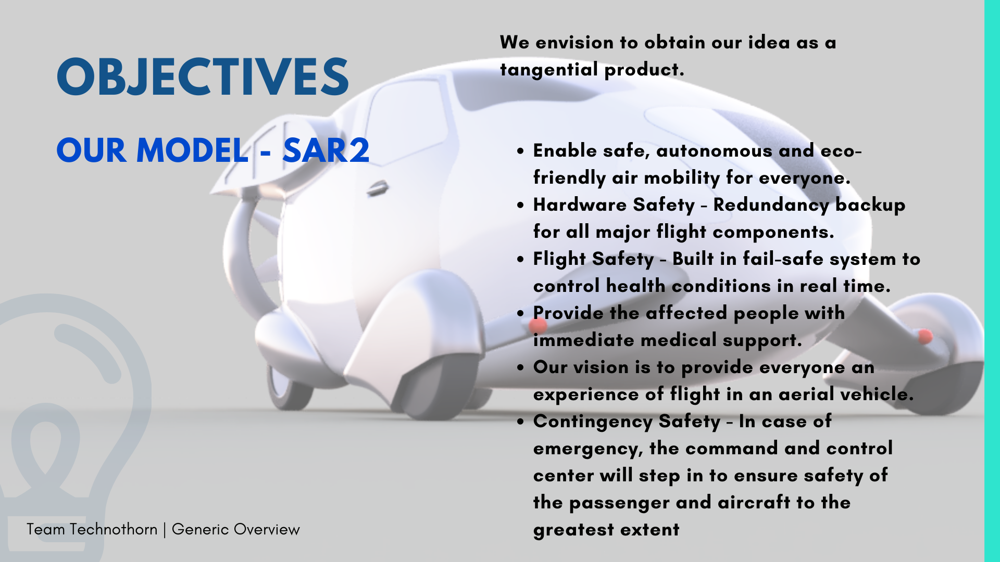 OBJECTIVES
OUR MODEL - SAR2
We envision to obtain our idea as a
tangential product.
• Enable safe, autonomous and eco-
friendly air mobility for everyone.
• Hardware Safety - Redundancy backup
for all major flight components.
• Flight Safety - Built in fail-safe system to
control health conditions in real time.
• Provide the affected people with
immediate medical support.
• Our vision is to provide everyone an
experience of flight in an aerial vehicle.
• Contingency Safety - In case of
emergency, the command and control
center will step in to ensure safety of
the passenger and aircraft to the
greatest extent
Team Technothorn | Generic Overview